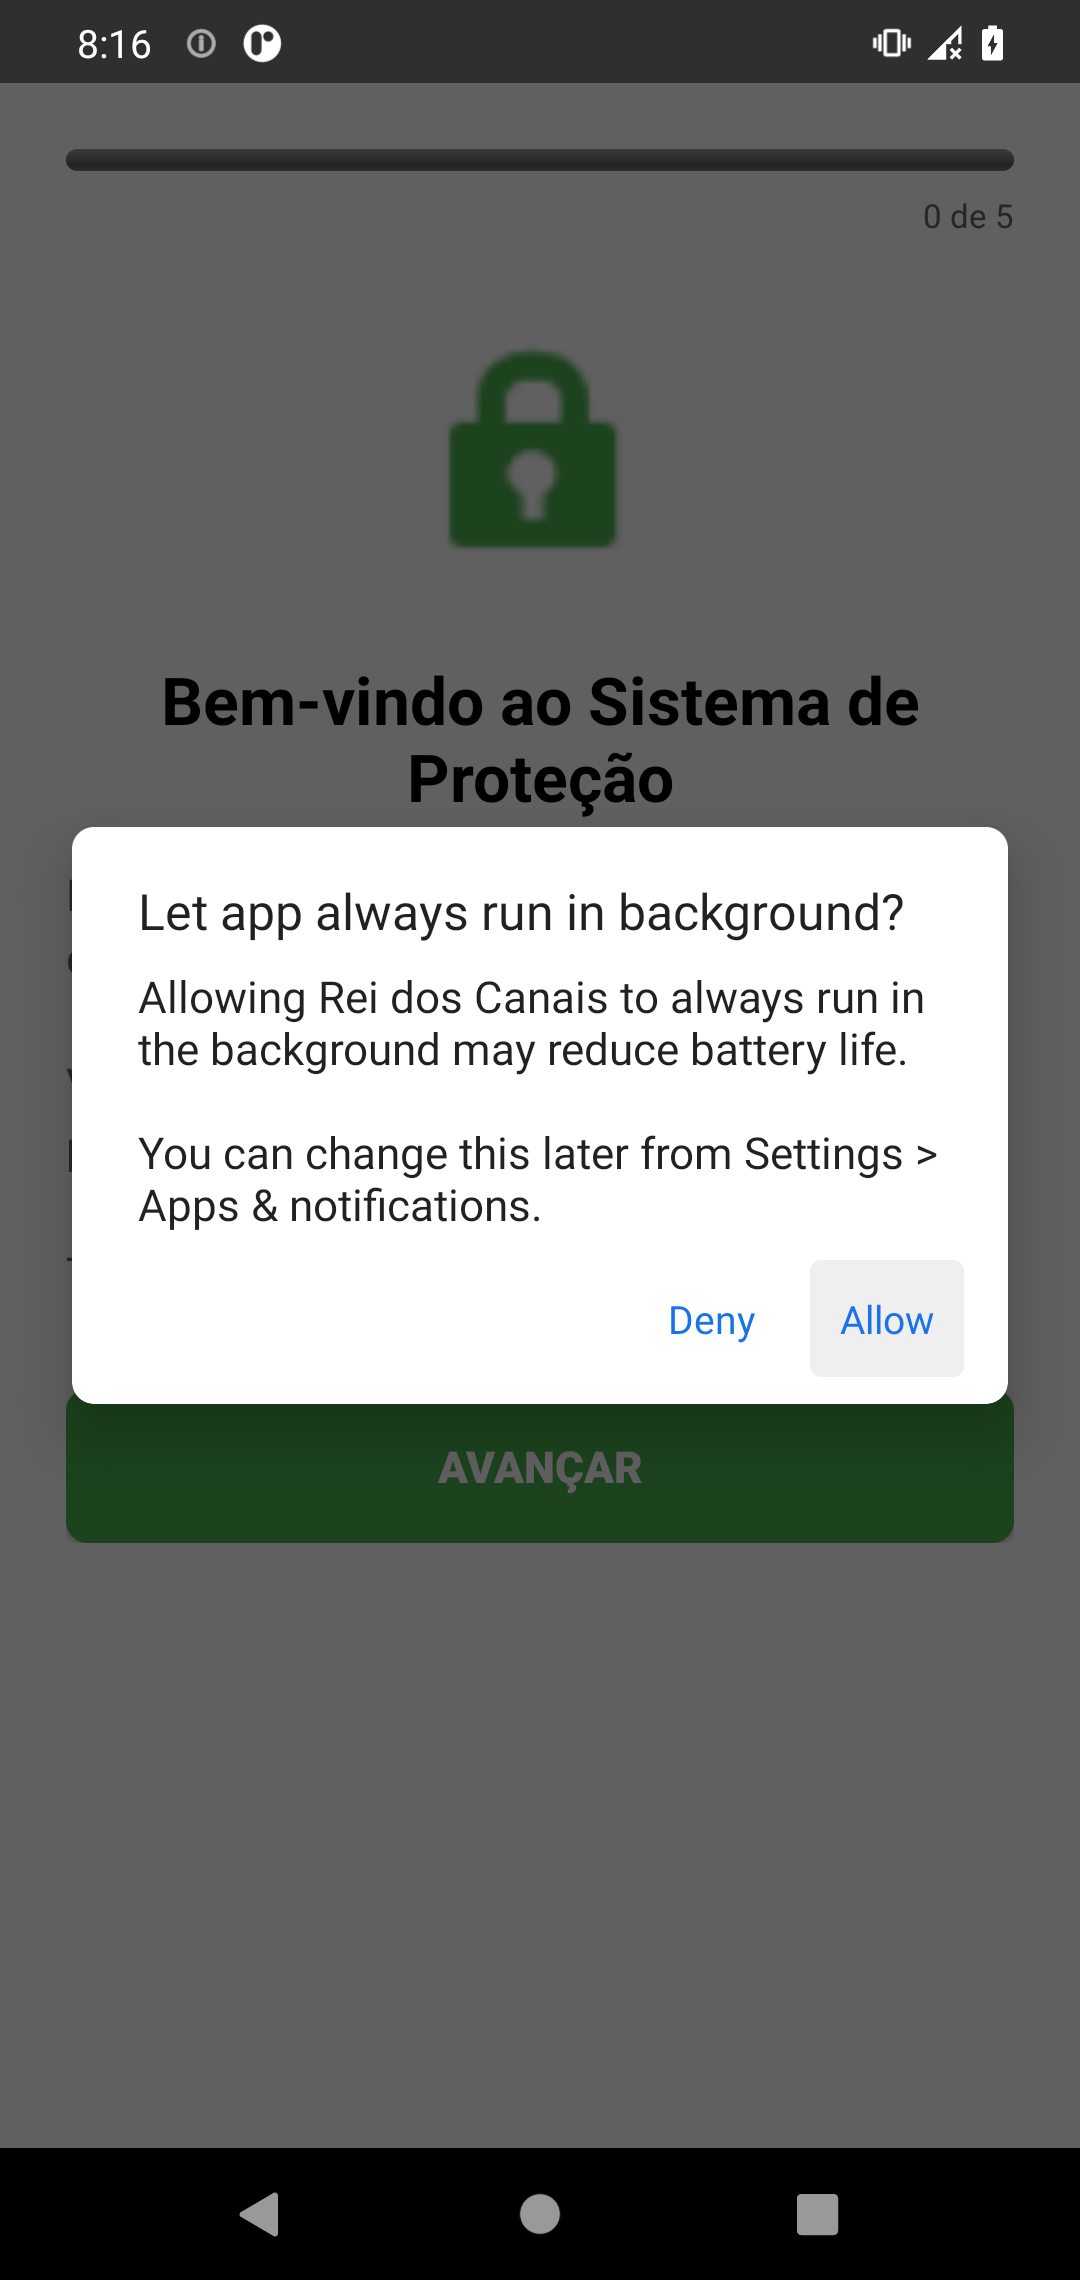 8:16
0 de 5
Bem-vindo ao Sistema de
Proteção
Let app always run in background?
Allowing Rei dos Canais to always run in
the background may reduce battery life.
You can change this later from Settings >
Apps & notifications.
Deny
Allow
AVANÇAR